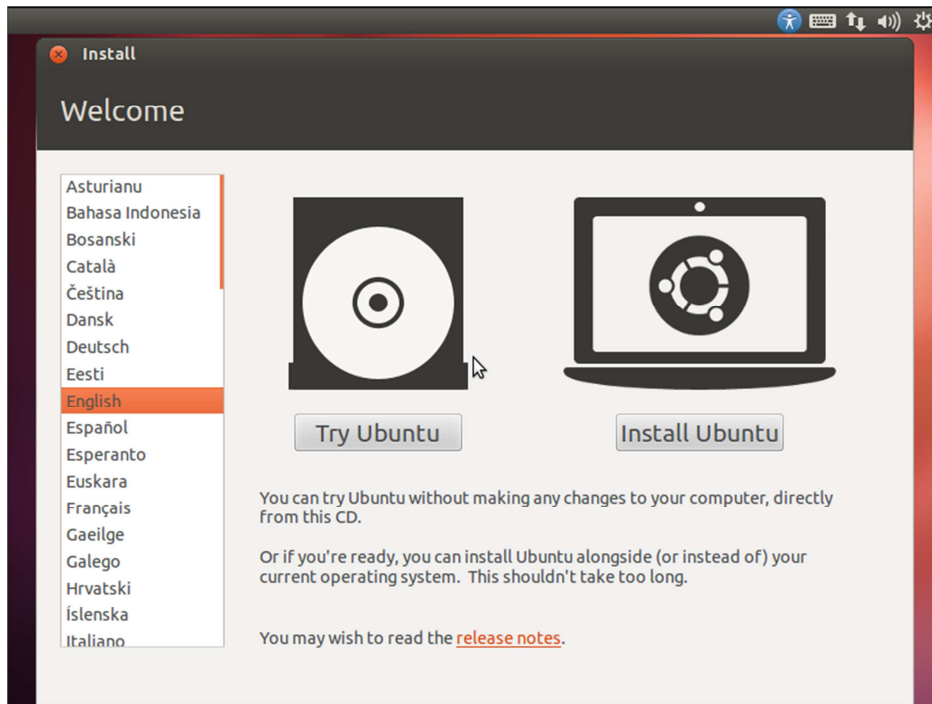 Install
Welcome
Asturianu
Bahasa Indonesia
Bosanski
Català
Čeština
Dansk
Deutsch
Eesti
English
Español
Esperanto
Euskara
Français
Gaeilge
Galego
Hrvatski
Íslenska
Italiano
Try Ubuntu
Install Ubuntu
You can try Ubuntu without making any changes to your computer, directly
from this CD.
Or if you're ready, you can install Ubuntu alongside (or instead of) your
current operating system. This shouldn't take too long.
You may wish to read the release notes.